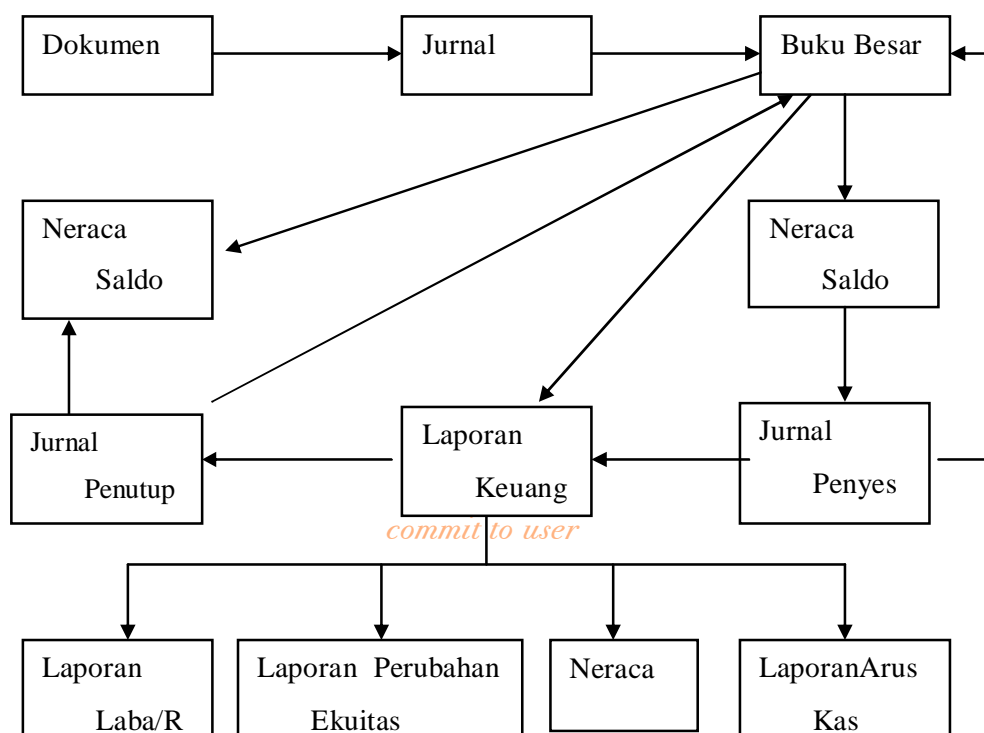 Dokumen
Jurnal
Buku Besar
Neraca
Saldo
Neraca
Saldo
Jurnal
Penutup
Laporan
Keuang
Jurnal
Penyes
commit to user
Laporan
Laba/R
Laporan Perubahan
Ekuitas
Neraca
LaporanArus
Kas